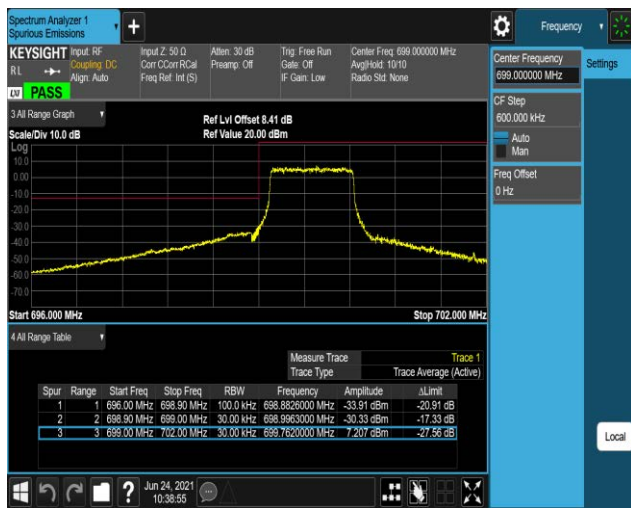 Spectrum Analyzer 1
Spurious Emissions
Frequency
KEYSIGHT
Input: RF
Coupling: DC
Align: Auto
Input Z: 50 Ω
Corr CCorr RCal
Freq Ref: Int (S)
Atten: 30 dB
Preamp: Off
Trig: Free Run
Gate: Off
IF Gain: Low
Center Freq: 699.000000 MHz
Avg|Hold: 10/10
Radio Std: None
RL
LXI
PASS
Center Frequency
699.000000 MHz
Settings
CF Step
600.000 kHz
Auto
Man
Freq Offset
0 Hz
3 All Range Graph
Ref Lvl Offset 8.41 dB
Scale/Div 10.0 dB
Ref Value 20.00 dBm
Log
10.0
0.00
-10.0
-20.0
-30.0
-40.0
-50.0
-60.0
-70.0
Start 696.000 MHz
Stop 702.000 MHz
4 All Range Table
Measure Trace Trace 1
Trace Type Trace Average (Active)
Spur Range Start Freq Stop Freq RBW Frequency Amplitude ΔLimit
1 1 696.00 MHz 698.90 MHz 100.0 kHz 698.8826000 MHz -33.91 dBm -20.91 dB
2 2 698.90 MHz 699.00 MHz 30.00 kHz 698.9963000 MHz -30.33 dBm -17.33 dB
3 3 699.00 MHz 702.00 MHz 30.00 kHz 699.7620000 MHz 7.207 dBm -27.56 dB
Local
Jun 24, 2021
10:38:55